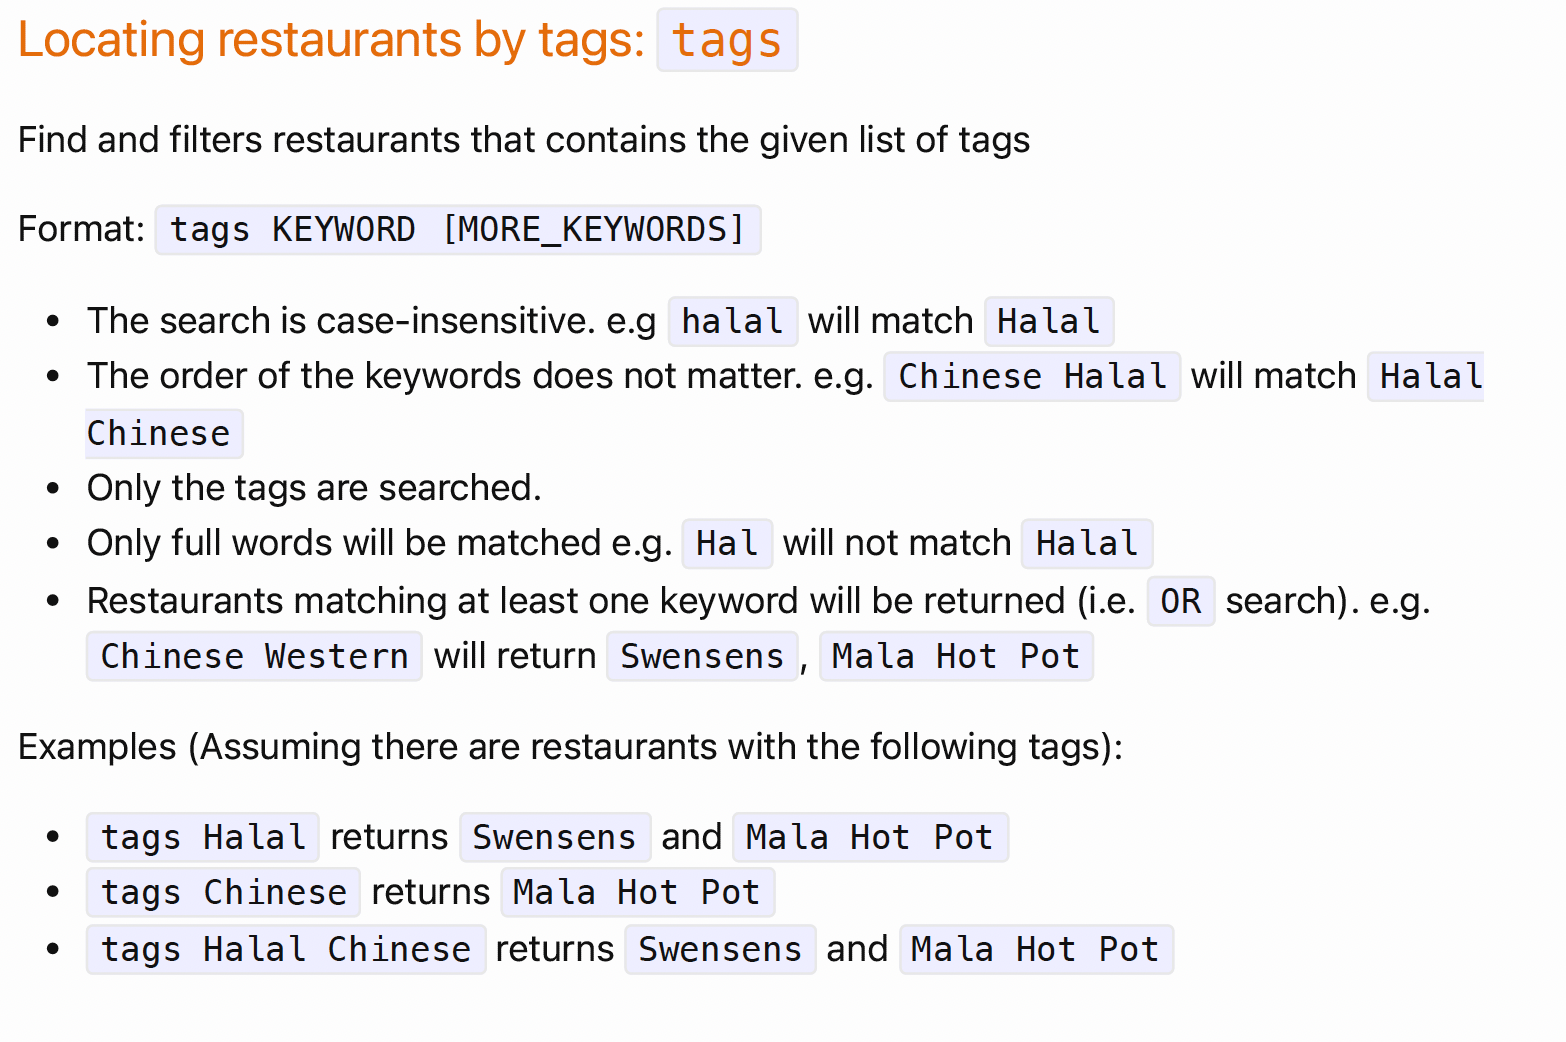 Locating restaurants by tags: tags
Find and filters restaurants that contains the given list of tags
Format: tags KEYWORD [MORE_KEYWORDS]
• The search is case-insensitive. e.g halal will match Halal
• The order of the keywords does not matter. e.g. Chinese Halal will match Halal
Chinese
• Only the tags are searched.
• Only full words will be matched e.g. Hal will not match Halal
• Restaurants matching at least one keyword will be returned (i.e. OR search). e.g.
Chinese Western will return Swensens, Mala Hot Pot
Examples (Assuming there are restaurants with the following tags):
• tags Halal returns Swensens and Mala Hot Pot
• tags Chinese returns Mala Hot Pot
• tags Halal Chinese returns Swensens and Mala Hot Pot